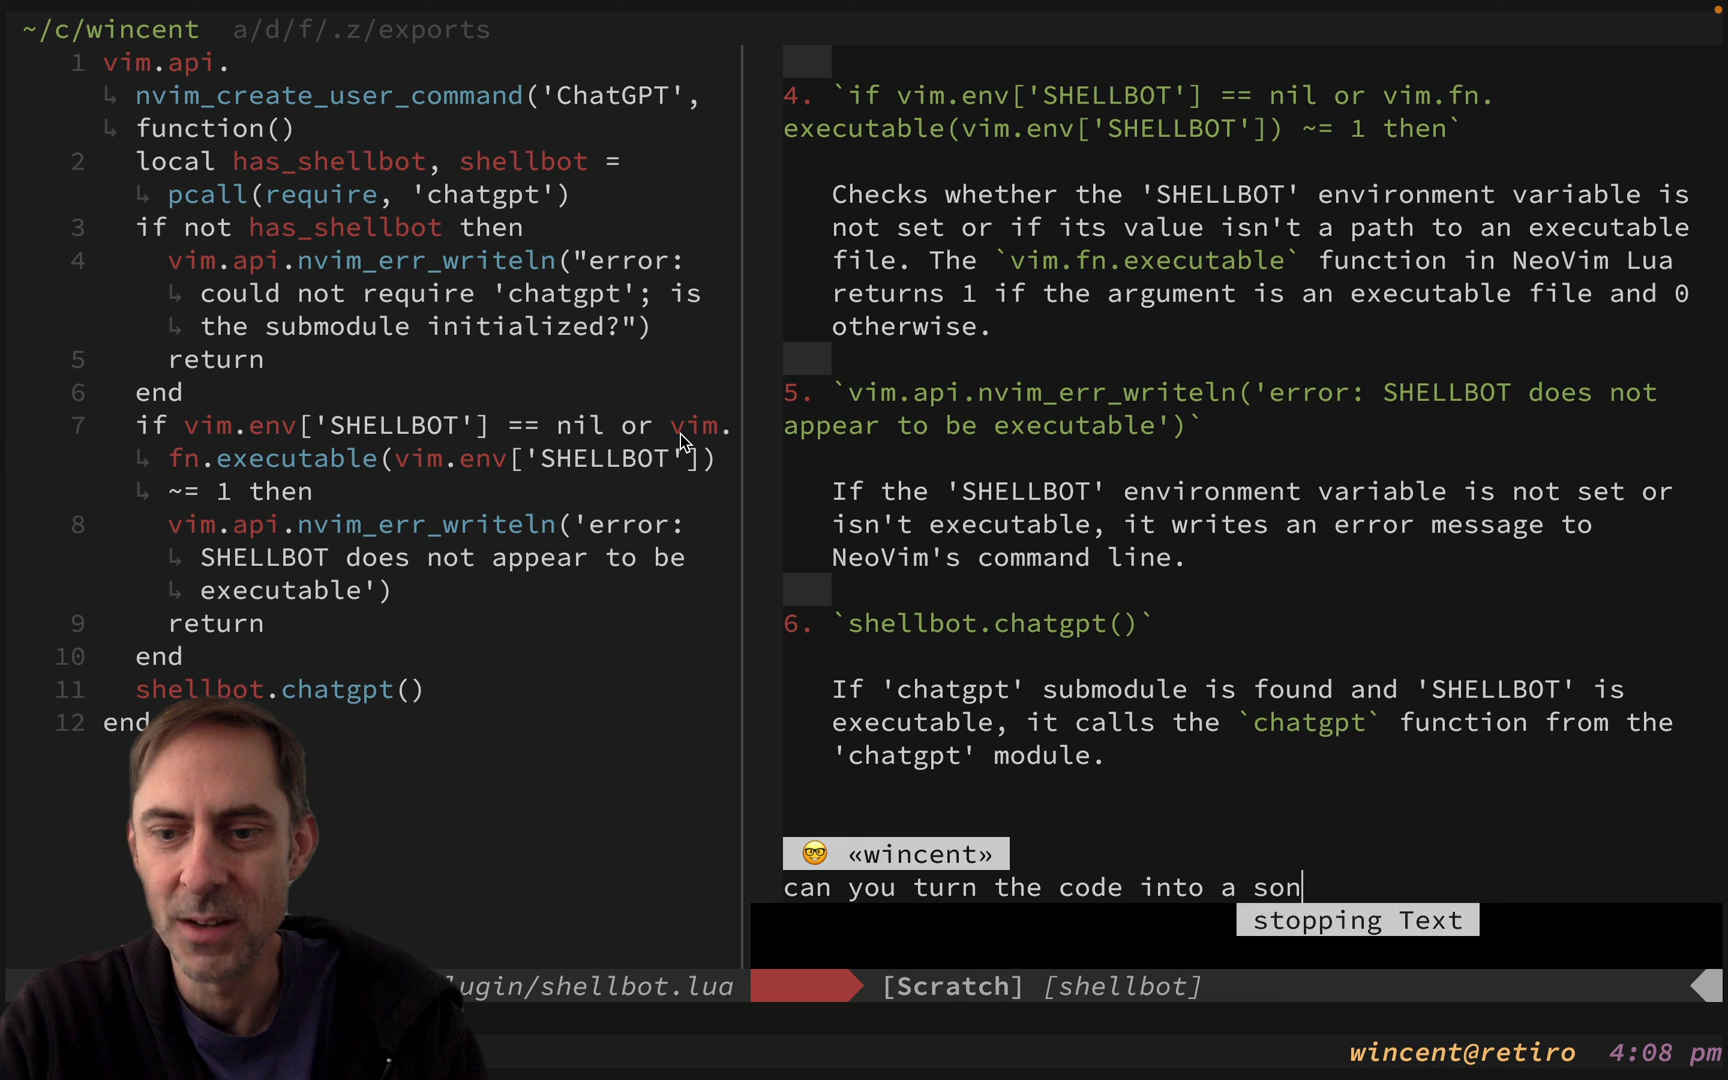 ~/c/wincent a/d/f/.z/exports
1 vim.api.
↳ nvim_create_user_command('ChatGPT',
↳ function()
2 local has_shellbot, shellbot =
↳ pcall(require, 'chatgpt')
3 if not has_shellbot then
4 vim.api.nvim_err_writeln("error:
↳ could not require 'chatgpt'; is
↳ the submodule initialized?")
5 return
6 end
7 if vim.env['SHELLBOT'] == nil or vim.
↳ fn.executable(vim.env['SHELLBOT'])
↳ ~= 1 then
8 vim.api.nvim_err_writeln('error:
↳ SHELLBOT does not appear to be
↳ executable')
9 return
10 end
11 shellbot.chatgpt()
12 end
lugin/shellbot.lua
4. `if vim.env['SHELLBOT'] == nil or vim.fn.
executable(vim.env['SHELLBOT']) ~= 1 then`
Checks whether the 'SHELLBOT' environment variable is
not set or if its value isn't a path to an executable
file. The `vim.fn.executable` function in NeoVim Lua
returns 1 if the argument is an executable file and 0
otherwise.
5. `vim.api.nvim_err_writeln('error: SHELLBOT does not
appear to be executable')`
If the 'SHELLBOT' environment variable is not set or
isn't executable, it writes an error message to
NeoVim's command line.
6. `shellbot.chatgpt()`
If 'chatgpt' submodule is found and 'SHELLBOT' is
executable, it calls the `chatgpt` function from the
'chatgpt' module.
🤓 «wincent»
can you turn the code into a son
stopping Text
[Scratch] [shellbot]
wincent@retiro 4:08 pm